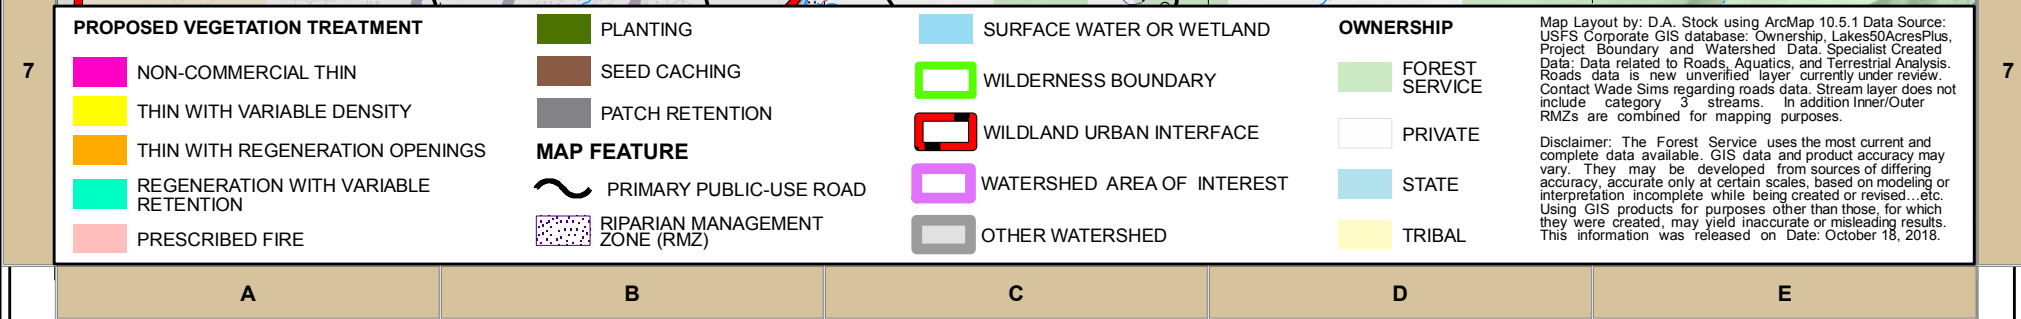 7
PROPOSED VEGETATION TREATMENT
NON-COMMERCIAL THIN
THIN WITH VARIABLE DENSITY
THIN WITH REGENERATION OPENINGS
REGENERATION WITH VARIABLE
RETENTION
PRESCRIBED FIRE
PLANTING
SEED CACHING
PATCH RETENTION
MAP FEATURE
PRIMARY PUBLIC-USE ROAD
RIPARIAN MANAGEMENT
ZONE (RMZ)
SURFACE WATER OR WETLAND
WILDERNESS BOUNDARY
WILDLAND URBAN INTERFACE
WATERSHED AREA OF INTEREST
OTHER WATERSHED
OWNERSHIP
FOREST
SERVICE
PRIVATE
STATE
TRIBAL
Map Layout by: D.A. Stock using ArcMap 10.5.1 Data Source:
USFS Corporate GIS database: Ownership, Lakes50AcresPlus,
Project Boundary and Watershed Data. Specialist Created
Data: Data related to Roads, Aquatics, and Terrestrial Analysis.
Roads data is new unverified layer currently under review.
Contact Wade Sims regarding roads data. Stream layer does not
include category 3 streams. In addition Inner/Outer
RMZs are combined for mapping purposes.
Disclaimer: The Forest Service uses the most current and
complete data available. GIS data and product accuracy may
vary. They may be developed from sources of differing
accuracy, accurate only at certain scales, based on modeling or
interpretation incomplete while being created or revised...etc.
Using GIS products for purposes other than those, for which
they were created, may yield inaccurate or misleading results.
This information was released on Date: October 18, 2018.
7
A
B
C
D
E